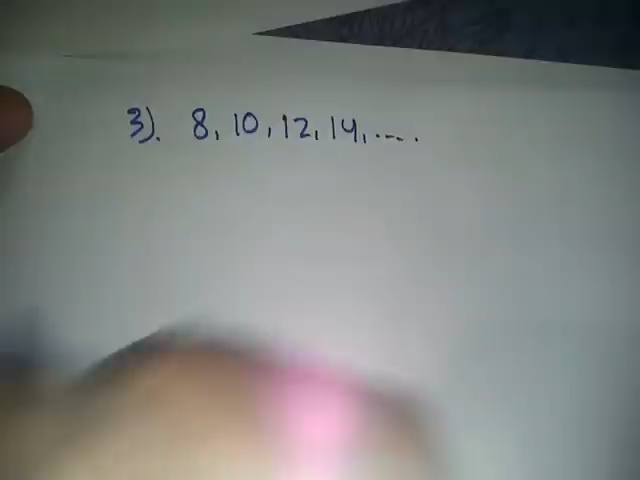 3). 8, 10, 12, 14, ....